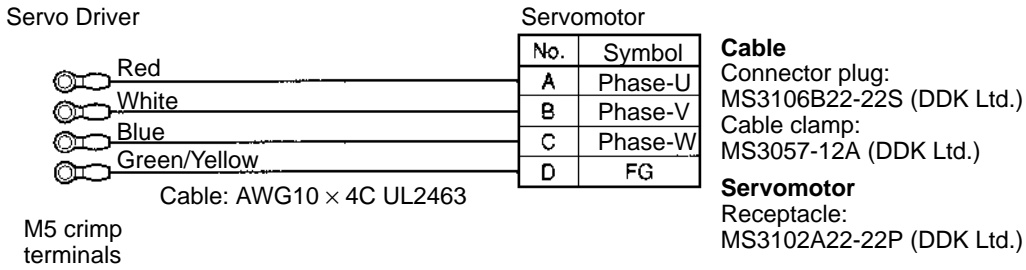 Servo Driver
Servomotor
No. Symbol
Red A Phase-U
White B Phase-V
Blue C Phase-W
Green/Yellow D FG
Cable: AWG10 × 4C UL2463
M5 crimp
terminals
Cable
Connector plug:
MS3106B22-22S (DDK Ltd.)
Cable clamp:
MS3057-12A (DDK Ltd.)
Servomotor
Receptacle:
MS3102A22-22P (DDK Ltd.)